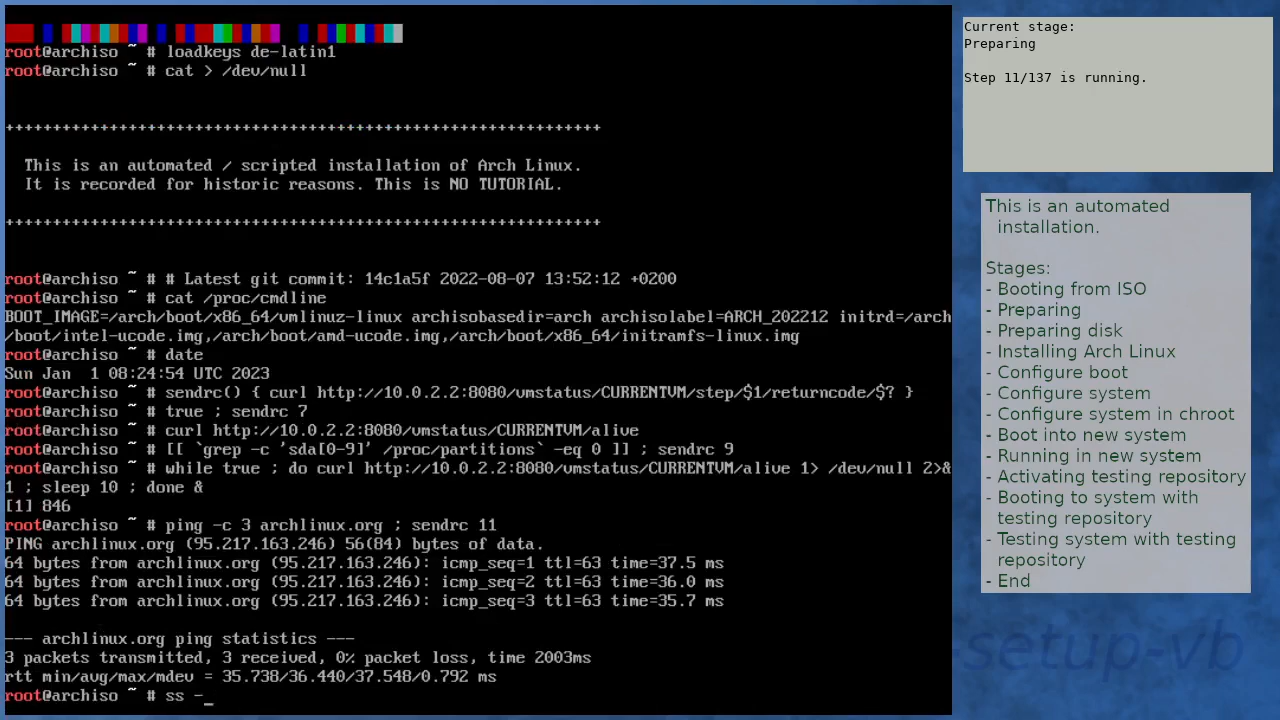 root@archiso ~ # loadkeys de-latin1
root@archiso ~ # cat > /dev/null
+++++++++++++++++++++++++++++++++++++++++++++++++++++++++++++++
This is an automated / scripted installation of Arch Linux.
It is recorded for historic reasons. This is NO TUTORIAL.
+++++++++++++++++++++++++++++++++++++++++++++++++++++++++++++++
root@archiso ~ # # Latest git commit: 14c1a5f 2022-08-07 13:52:12 +0200
root@archiso ~ # cat /proc/cmdline
BOOT_IMAGE=/arch/boot/x86_64/vmlinuz-linux archisobasedir=arch archisolabel=ARCH_202212 initrd=/arch
/boot/intel-ucode.img,/arch/boot/amd-ucode.img,/arch/boot/x86_64/initramfs-linux.img
root@archiso ~ # date
Sun Jan  1 08:24:54 UTC 2023
root@archiso ~ # sendrc() { curl http://10.0.2.2:8080/vmstatus/CURRENTVM/step/$1/returncode/$? }
root@archiso ~ # true ; sendrc 7
root@archiso ~ # curl http://10.0.2.2:8080/vmstatus/CURRENTVM/alive
root@archiso ~ # [[ `grep -c 'sda[0-9]' /proc/partitions` -eq 0 ]] ; sendrc 9
root@archiso ~ # while true ; do curl http://10.0.2.2:8080/vmstatus/CURRENTVM/alive 1> /dev/null 2>&
1 ; sleep 10 ; done &
[1] 846
root@archiso ~ # ping -c 3 archlinux.org ; sendrc 11
PING archlinux.org (95.217.163.246) 56(84) bytes of data.
64 bytes from archlinux.org (95.217.163.246): icmp_seq=1 ttl=63 time=37.5 ms
64 bytes from archlinux.org (95.217.163.246): icmp_seq=2 ttl=63 time=36.0 ms
64 bytes from archlinux.org (95.217.163.246): icmp_seq=3 ttl=63 time=35.7 ms
--- archlinux.org ping statistics ---
3 packets transmitted, 3 received, 0% packet loss, time 2003ms
rtt min/avg/max/mdev = 35.738/36.440/37.548/0.792 ms
root@archiso ~ # ss -_
Current stage:
Preparing
Step 11/137 is running.
This is an automated
installation.
Stages:
- Booting from ISO
- Preparing
- Preparing disk
- Installing Arch Linux
- Configure boot
- Configure system
- Configure system in chroot
- Boot into new system
- Running in new system
- Activating testing repository
- Booting to system with
testing repository
- Testing system with testing
repository
- End
-setup-vb